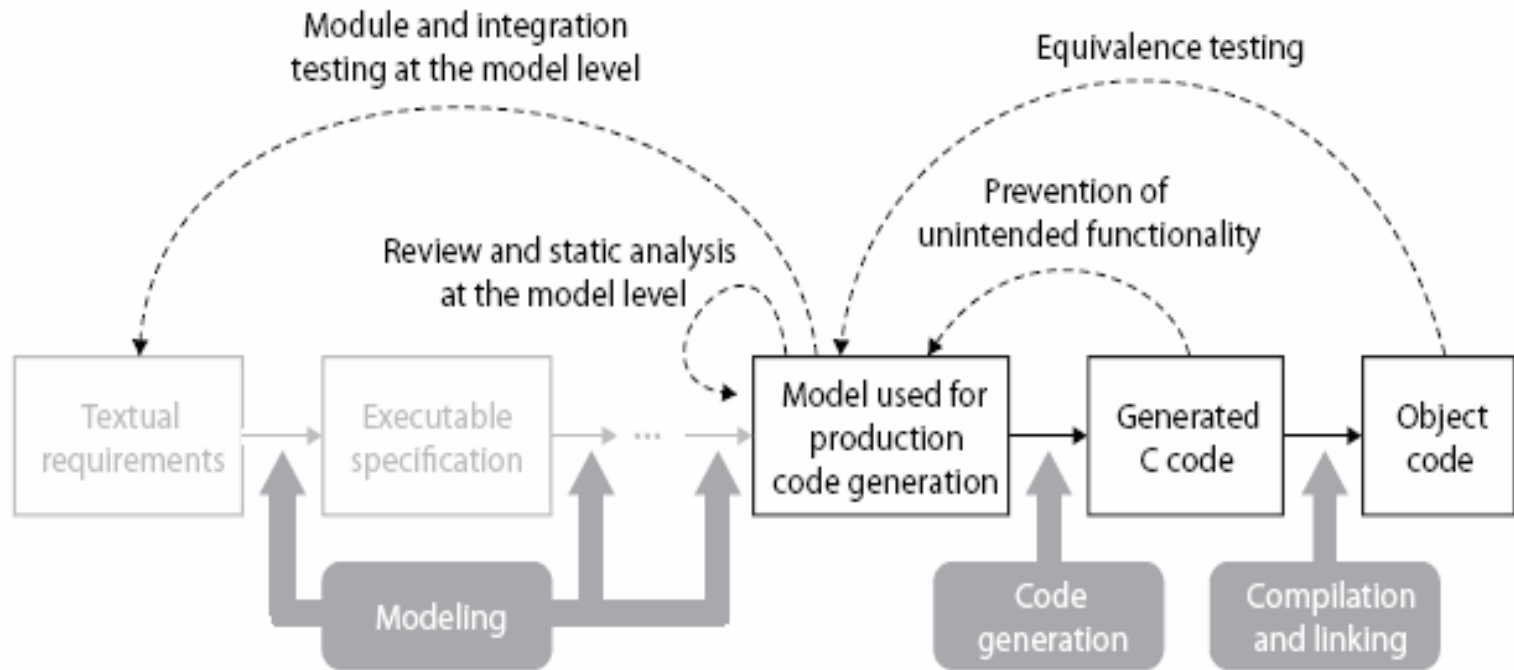 Module and integration
testing at the model level
Equivalence testing
Prevention of
unintended functionality
Review and static analysis
at the model level
Textual
requirements
Executable
specification
...
Model used for
production
code generation
Generated
C code
Object
code
Modeling
Code
generation
Compilation
and linking